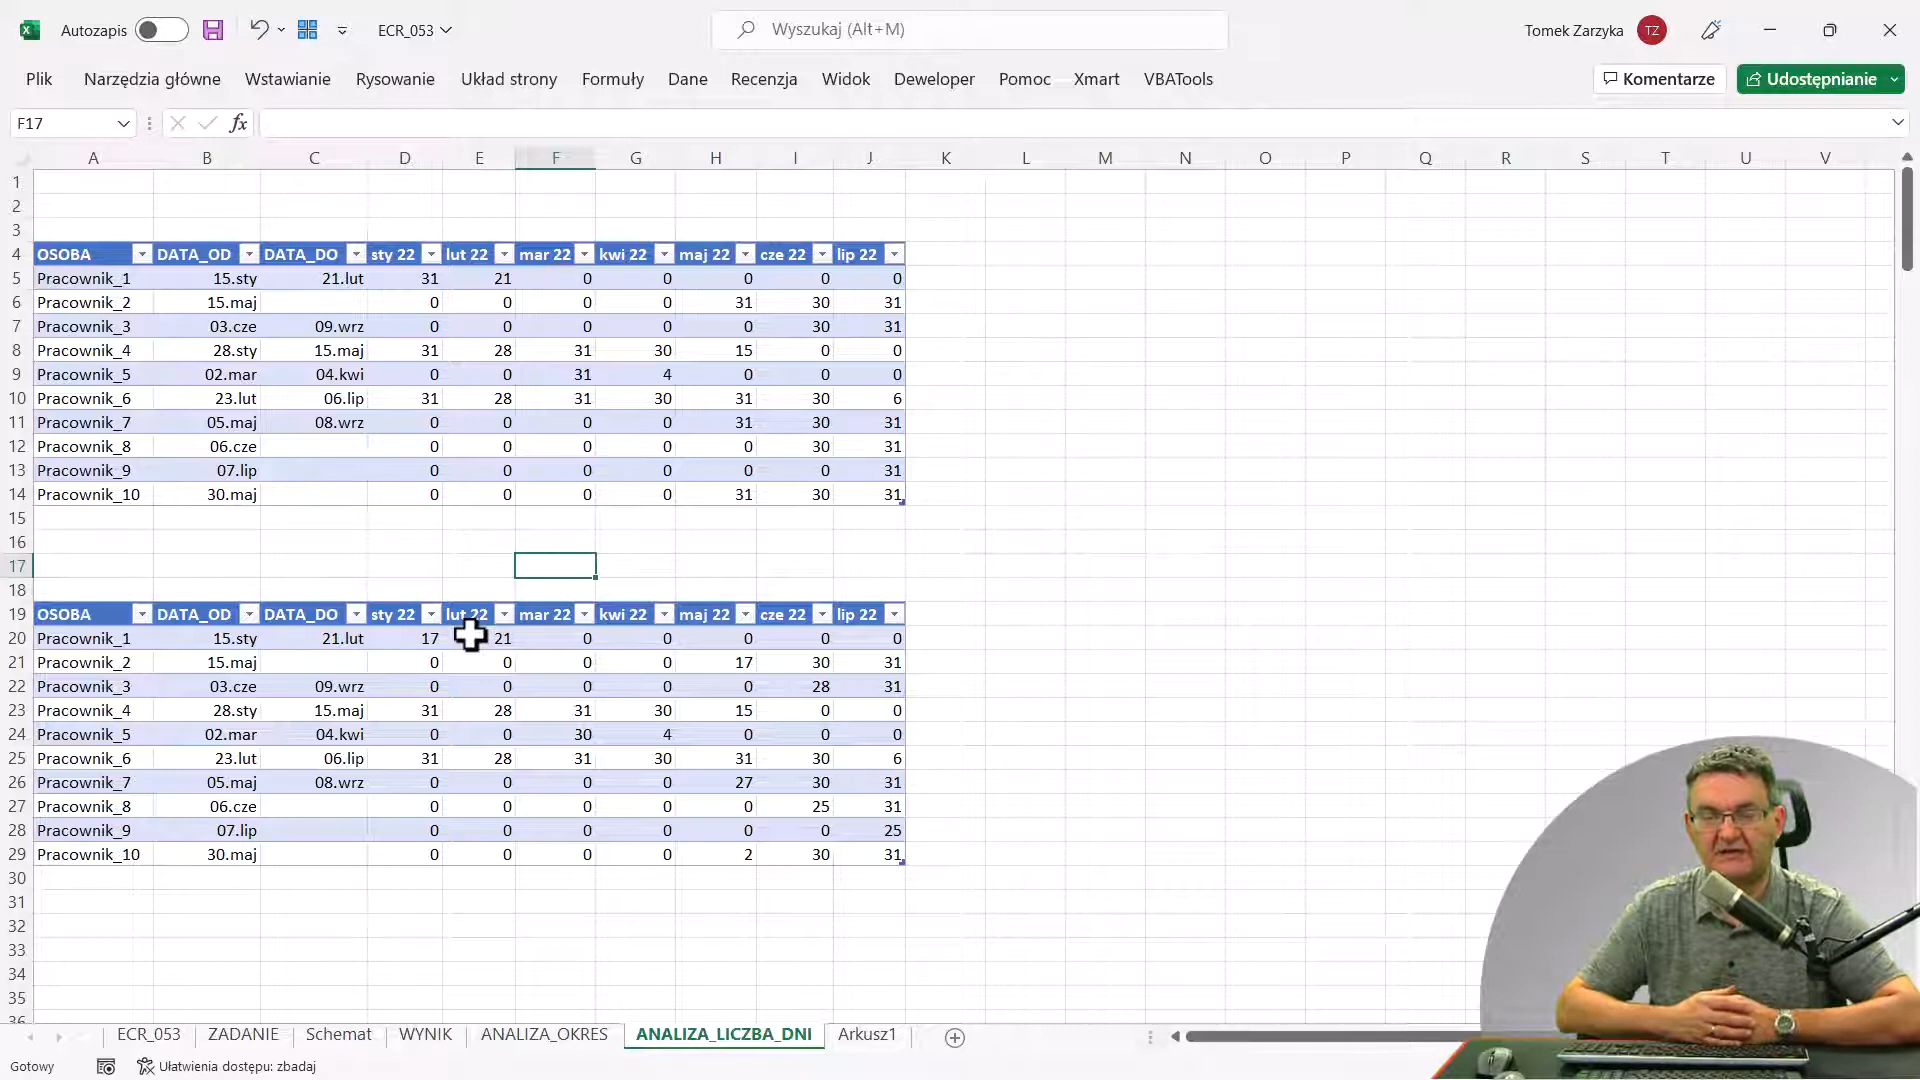 Autozapis
ECR_053
Wyszukaj (Alt+M)
Tomek Zarzyka TZ
Plik Narzędzia główne Wstawianie Rysowanie Układ strony Formuły Dane Recenzja Widok Deweloper Pomoc Xmart VBATools Komentarze Udostępnianie
F17 fx
A B C D E F G H I J K L M N O P Q R S T U V
1
2
3
4 OSOBA DATA_OD DATA_DO sty 22 lut 22 mar 22 kwi 22 maj 22 cze 22 lip 22
5 Pracownik_1 15.sty 21.lut 31 21 0 0 0 0 0
6 Pracownik_2 15.maj 0 0 0 0 31 30 31
7 Pracownik_3 03.cze 09.wrz 0 0 0 0 0 30 31
8 Pracownik_4 28.sty 15.maj 31 28 31 30 15 0 0
9 Pracownik_5 02.mar 04.kwi 0 0 31 4 0 0 0
10 Pracownik_6 23.lut 06.lip 31 28 31 30 31 30 6
11 Pracownik_7 05.maj 08.wrz 0 0 0 0 31 30 31
12 Pracownik_8 06.cze 0 0 0 0 0 30 31
13 Pracownik_9 07.lip 0 0 0 0 0 0 31
14 Pracownik_10 30.maj 0 0 0 0 31 30 31
15
16
17
18
19 OSOBA DATA_OD DATA_DO sty 22 lut 22 mar 22 kwi 22 maj 22 cze 22 lip 22
20 Pracownik_1 15.sty 21.lut 17 21 0 0 0 0 0
21 Pracownik_2 15.maj 0 0 0 0 17 30 31
22 Pracownik_3 03.cze 09.wrz 0 0 0 0 0 28 31
23 Pracownik_4 28.sty 15.maj 31 28 31 30 15 0 0
24 Pracownik_5 02.mar 04.kwi 0 0 30 4 0 0 0
25 Pracownik_6 23.lut 06.lip 31 28 31 30 31 30 6
26 Pracownik_7 05.maj 08.wrz 0 0 0 0 27 30 31
27 Pracownik_8 06.cze 0 0 0 0 0 25 31
28 Pracownik_9 07.lip 0 0 0 0 0 0 25
29 Pracownik_10 30.maj 0 0 0 0 2 30 31
30
31
32
33
34
35
36
ECR_053 ZADANIE Schemat WYNIK ANALIZA_OKRES ANALIZA_LICZBA_DNI Arkusz1
Gotowy Ułatwienia dostępu: zbadaj